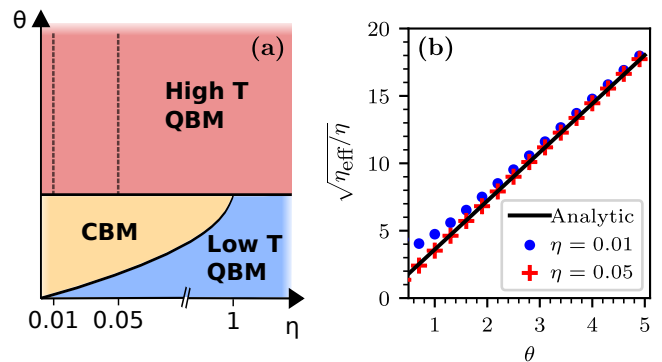 θ
(a)
High T
QBM
CBM
Low T
QBM
0.01
0.05
1
η
(b)
20
15
10
5
0
√η_eff/η
Analytic
η = 0.01
η = 0.05
1
2
3
4
5
θ